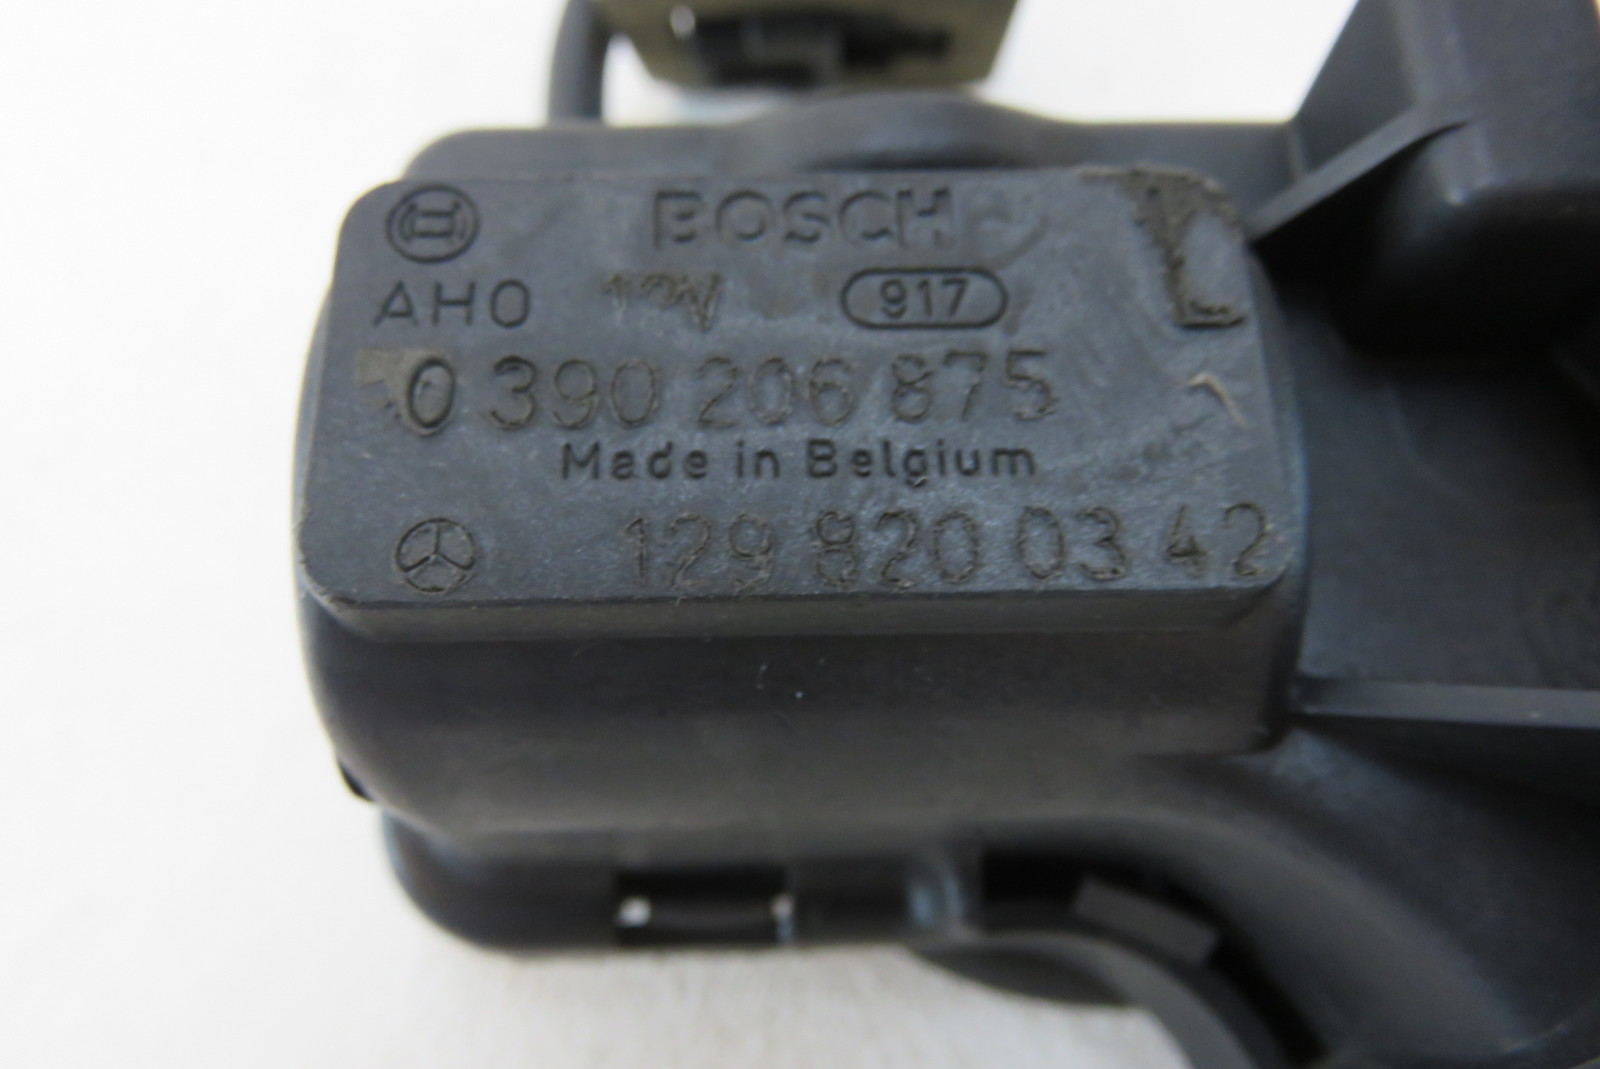 BOSCH L
AHO 12V 917
0 390 206 875
Made in Belgium
129 820 03 42